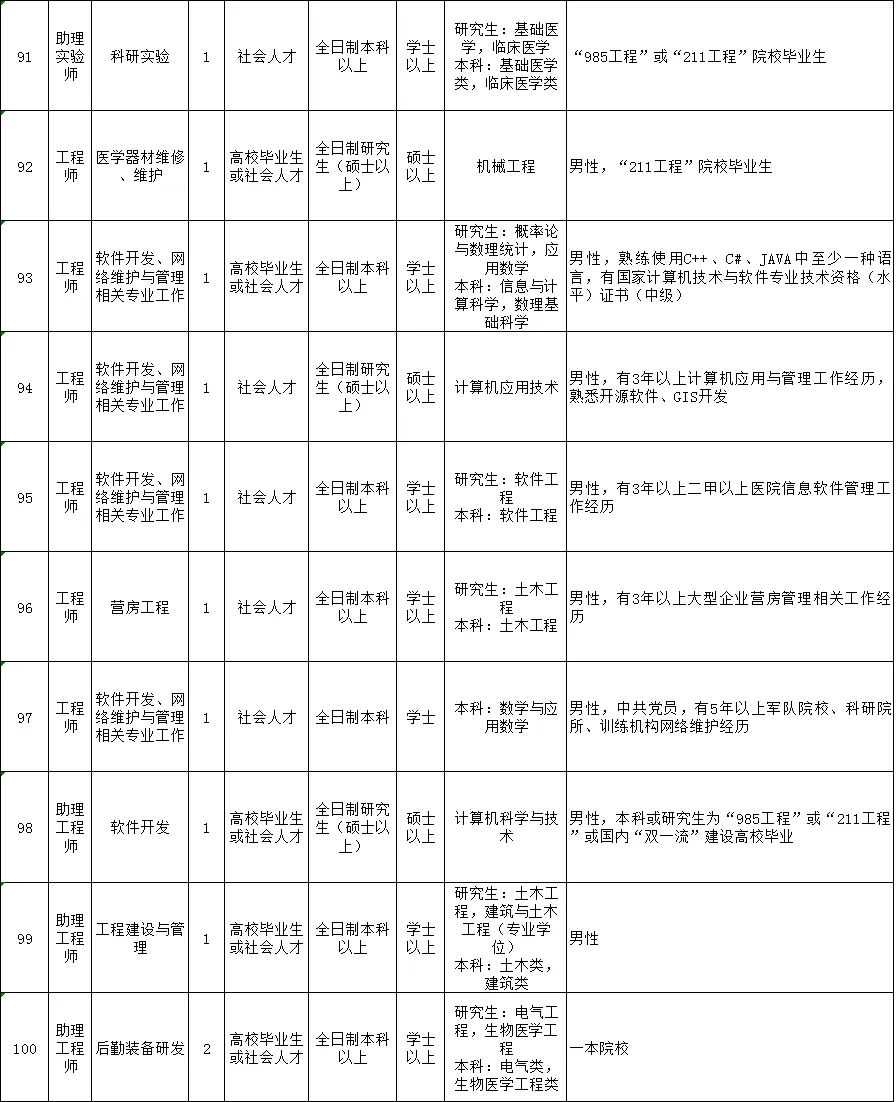 91
助理
实验
师
科研实验
1
社会人才
全日制本科
以上
学士
以上
研究生：基础医
学，临床医学
本科：基础医学
类，临床医学类
“985工程”或“211工程”院校毕业生
92
工程
师
医学器材维修
、维护
1
高校毕业生
或社会人才
全日制研究
生（硕士以
上）
硕士
以上
机械工程
男性，“211工程”院校毕业生
93
工程
师
软件开发、网
络维护与管理
相关专业工作
1
高校毕业生
或社会人才
全日制本科
以上
学士
以上
研究生：概率论
与数理统计，应
用数学
本科：信息与计
算科学，数理基
础科学
男性，熟练使用C++、C#、JAVA中至少一种语
言，有国家计算机技术与软件专业技术资格（水
平）证书（中级）
94
工程
师
软件开发、网
络维护与管理
相关专业工作
1
社会人才
全日制研究
生（硕士以
上）
硕士
以上
计算机应用技术
男性，有3年以上计算机应用与管理工作经历，
熟悉开源软件、GIS开发
95
工程
师
软件开发、网
络维护与管理
相关专业工作
1
社会人才
全日制本科
以上
学士
以上
研究生：软件工
程
本科：软件工程
男性，有3年以上二甲以上医院信息软件管理工
作经历
96
工程
师
营房工程
1
社会人才
全日制本科
以上
学士
以上
研究生：土木工
程
本科：土木工程
男性，有3年以上大型企业营房管理相关工作经
历
97
工程
师
软件开发、网
络维护与管理
相关专业工作
1
社会人才
全日制本科
学士
本科：数学与应
用数学
男性，中共党员，有5年以上军队院校、科研院
所、训练机构网络维护经历
98
助理
工程
师
软件开发
1
高校毕业生
或社会人才
全日制研究
生（硕士以
上）
硕士
以上
计算机科学与技
术
男性，本科或研究生为“985工程”或“211工程
”或国内“双一流”建设高校毕业
99
助理
工程
师
工程建设与管
理
1
高校毕业生
或社会人才
全日制本科
以上
学士
以上
研究生：土木工
程，建筑与土木
工程（专业学
位）
本科：土木类，
建筑类
男性
100
助理
工程
师
后勤装备研发
2
高校毕业生
或社会人才
全日制本科
以上
学士
以上
研究生：电气工
程，生物医学工
程
本科：电气类，
生物医学工程类
一本院校